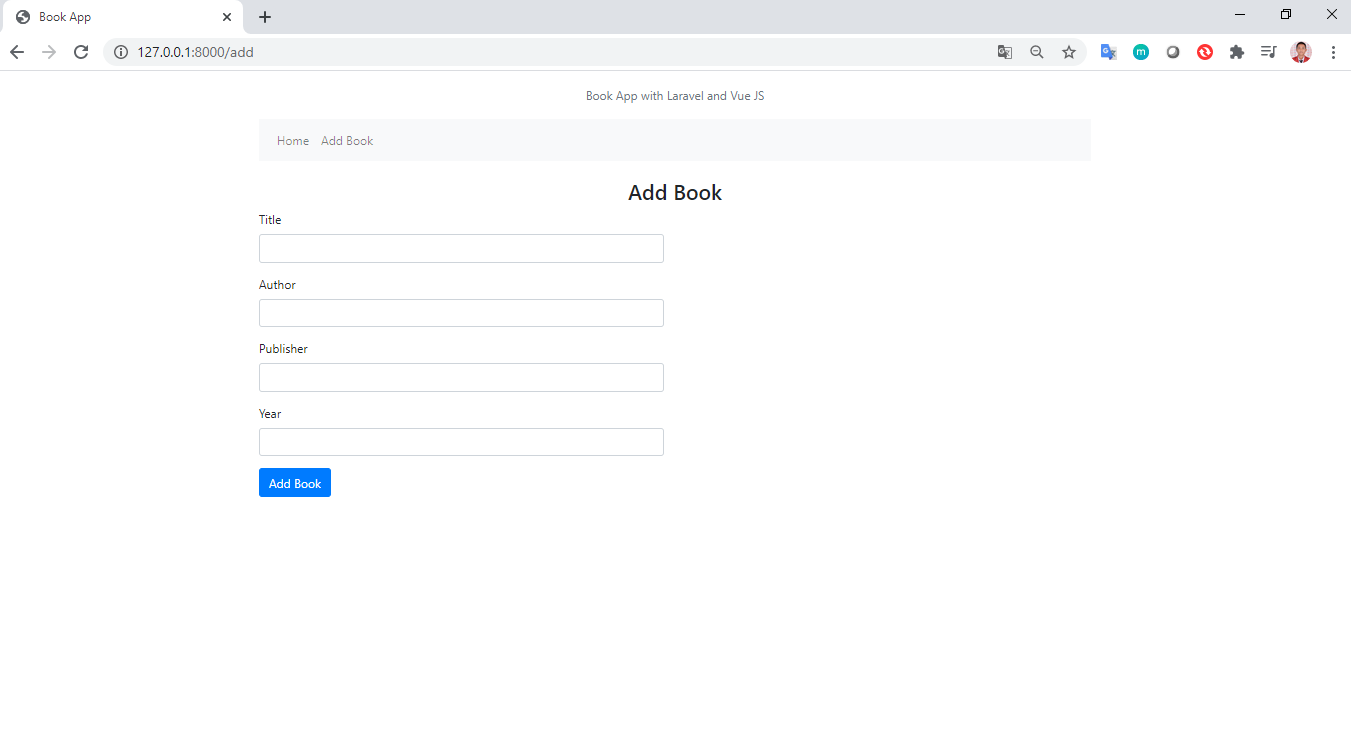 Book App
127.0.0.1:8000/add
Book App with Laravel and Vue JS
Home Add Book
Add Book
Title
Author
Publisher
Year
Add Book